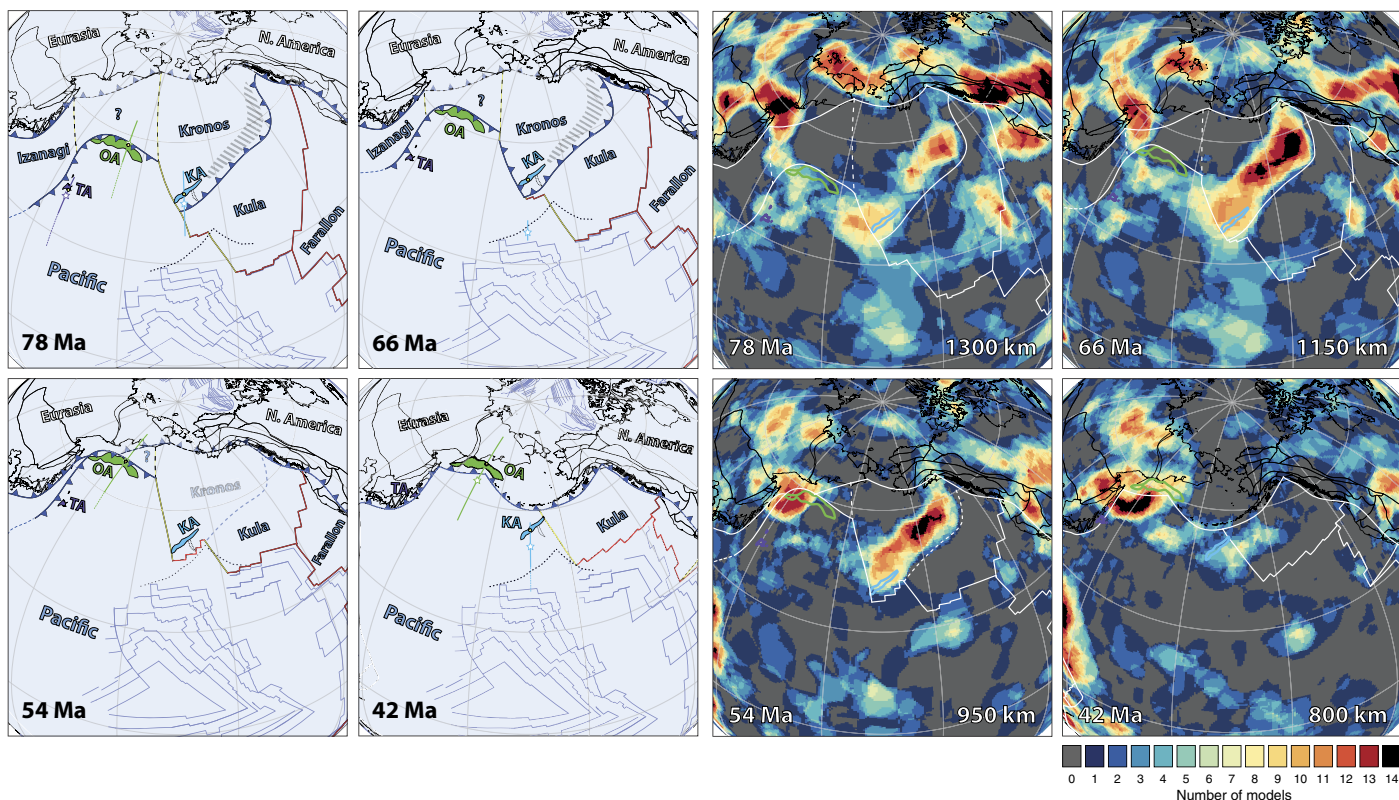 Eurasia
N. America
?
Kronos
Izanagi
OA
TA
KA
Kula
Farallon
Pacific
78 Ma
Eurasia
N. America
?
Kronos
Izanagi
OA
TA
KA
Kula
Farallon
Pacific
66 Ma
78 Ma
1300 km
66 Ma
1150 km
Eurasia
N. America
OA
?
Kronos
TA
KA
Kula
Farallon
Pacific
54 Ma
Eurasia
N. America
OA
TA
KA
Kula
Pacific
42 Ma
54 Ma
950 km
42 Ma
800 km
0 1 2 3 4 5 6 7 8 9 10 11 12 13 14
Number of models